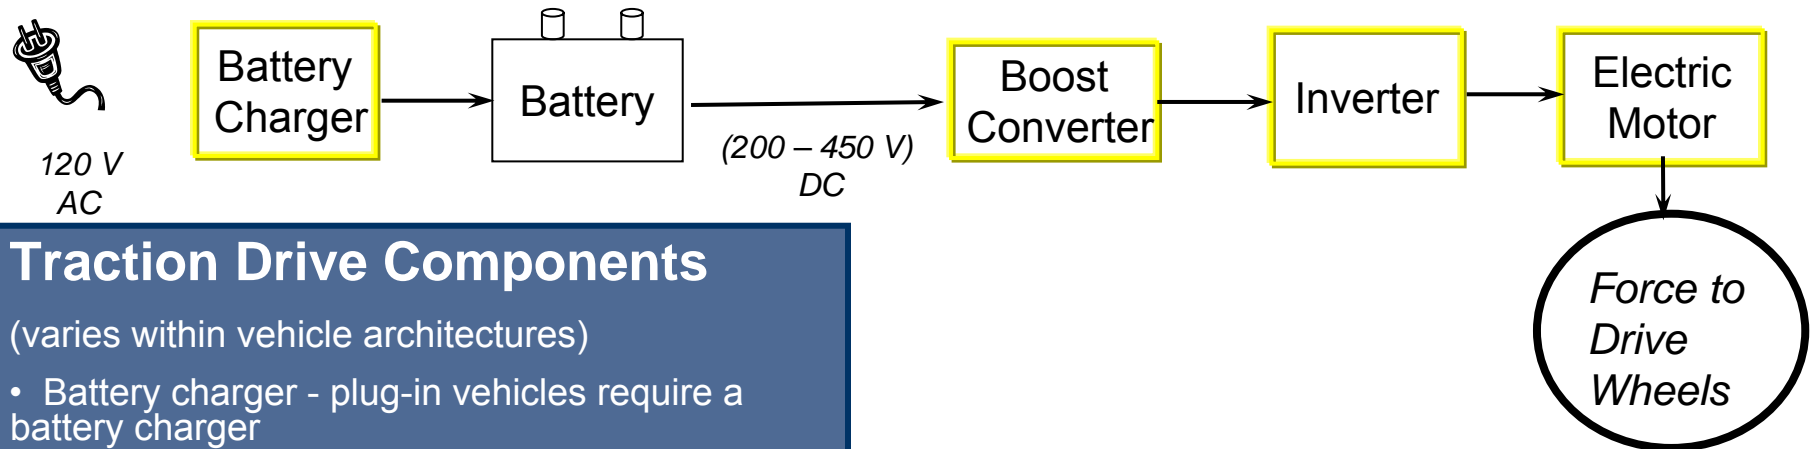 120 V
AC
Battery
Charger
Battery
(200 – 450 V)
DC
Boost
Converter
Inverter
Electric
Motor
Force to
Drive
Wheels
Traction Drive Components
(varies within vehicle architectures)
• Battery charger - plug-in vehicles require a
battery charger